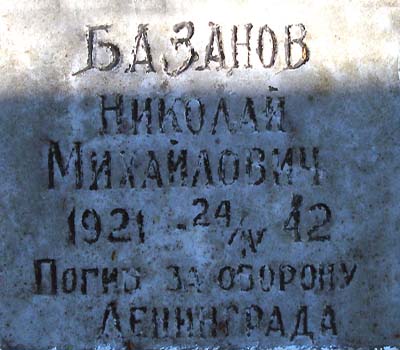 БАЗАНОВ
НИКОЛАЙ
МИХАЙЛОВИЧ
1921 - 24/IV 42
ПОГИБ ЗА ОБОРОНУ
ЛЕНИНГРАДА